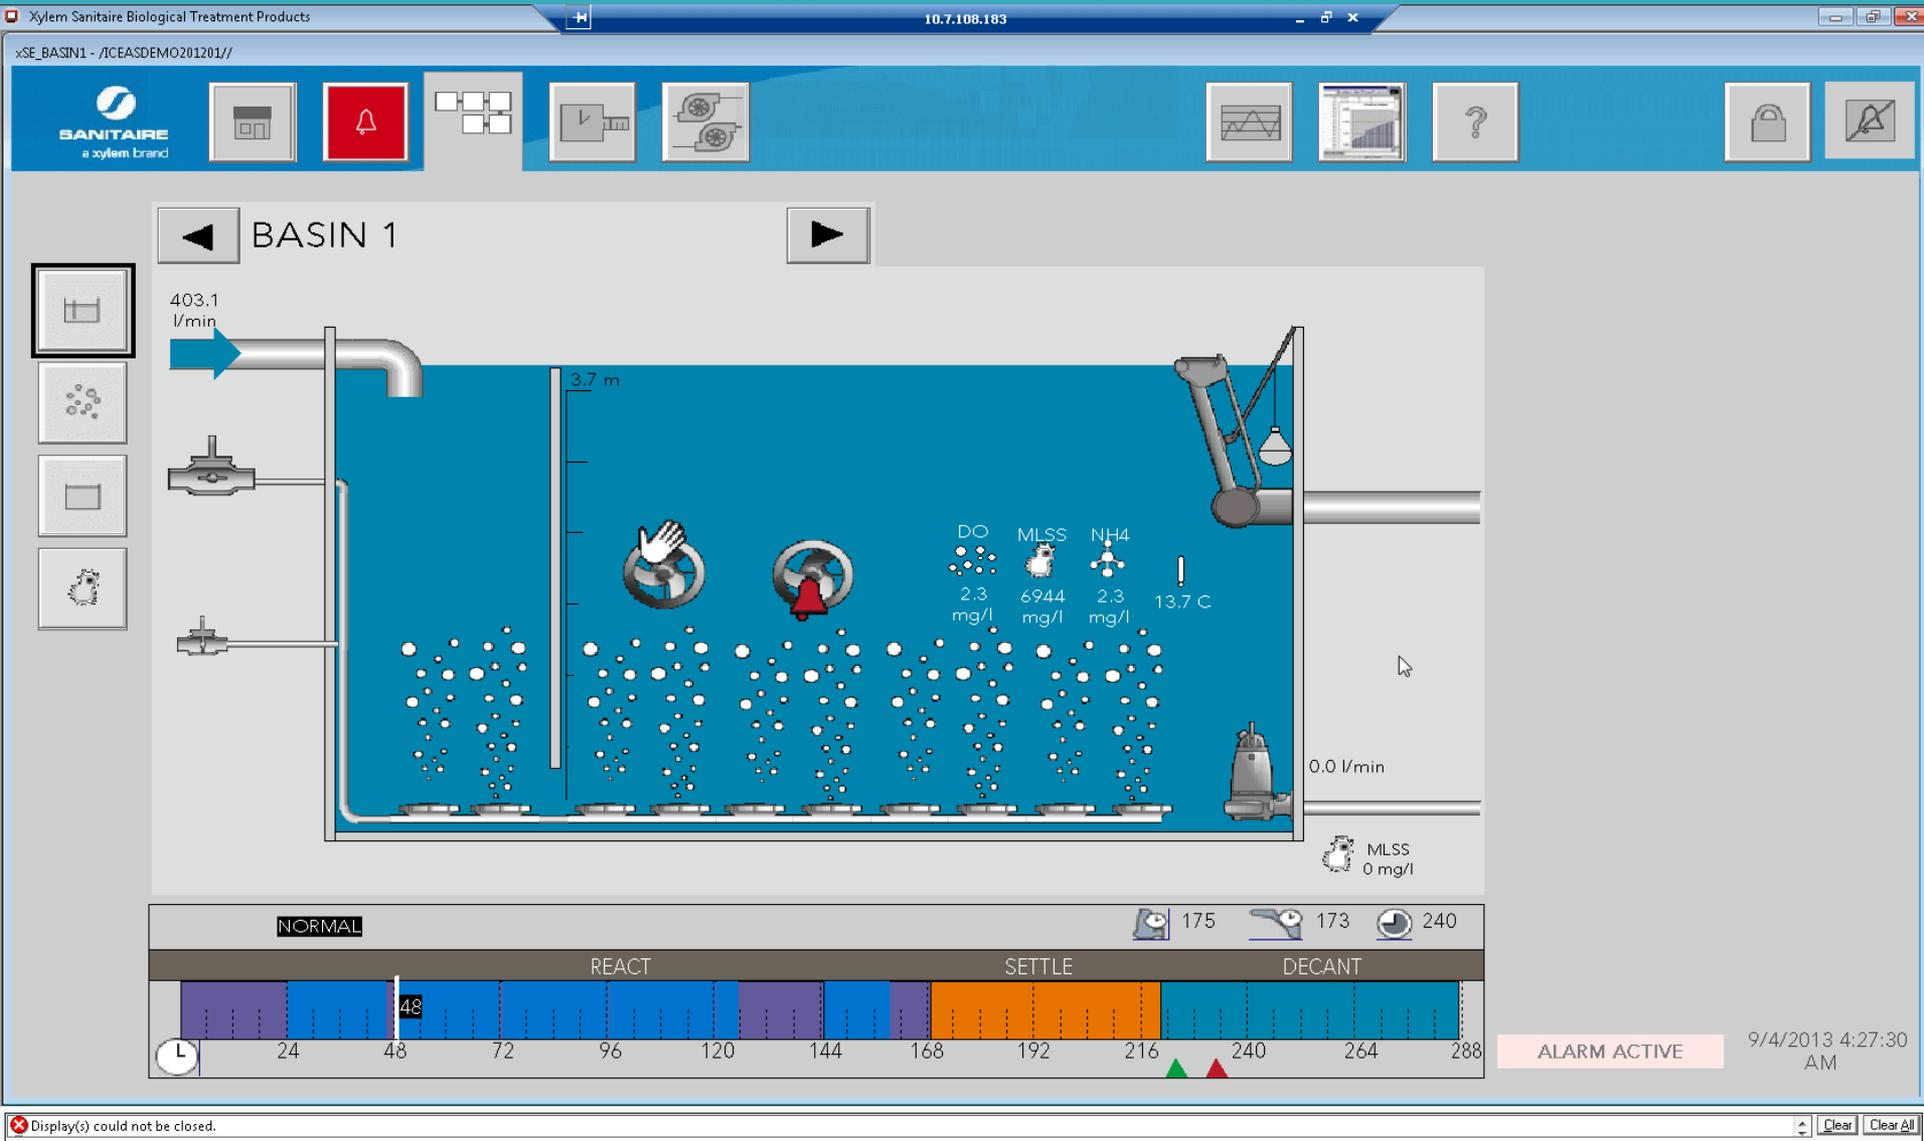 Xylem Sanitaire Biological Treatment Products
10.7.108.183
xSE_BASIN1 - /ICEASDEMO201201//
SANITAIRE
a xylem brand
?
BASIN 1
403.1
l/min
3.7 m
DO
MLSS
NH4
2.3
mg/l
6944
mg/l
2.3
mg/l
13.7 C
0.0 l/min
MLSS
0 mg/l
NORMAL
175
173
240
REACT
SETTLE
DECANT
48
24
48
72
96
120
144
168
192
216
240
264
288
ALARM ACTIVE
9/4/2013 4:27:30
AM
Display(s) could not be closed.
Clear
Clear All